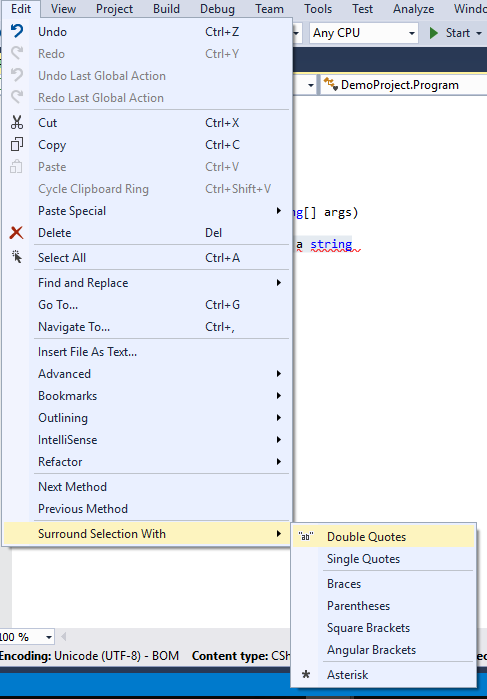 Edit View Project Build Debug Team Tools Test Analyze
Undo Ctrl+Z Any CPU Start
Redo Ctrl+Y
Undo Last Global Action
Redo Last Global Action DemoProject.Program
Cut Ctrl+X
Copy Ctrl+C
Paste Ctrl+V
Cycle Clipboard Ring Ctrl+Shift+V
Paste Special [] args)
Delete Del
a string
Select All Ctrl+A
Find and Replace
Go To... Ctrl+G
Navigate To... Ctrl+,
Insert File As Text...
Advanced
Bookmarks
Outlining
IntelliSense
Refactor
Next Method
Previous Method
Surround Selection With "ab" Double Quotes
Single Quotes
Braces
Parentheses
Square Brackets
100 % Angular Brackets
Encoding: Unicode (UTF-8) - BOM Content type:
* Asterisk